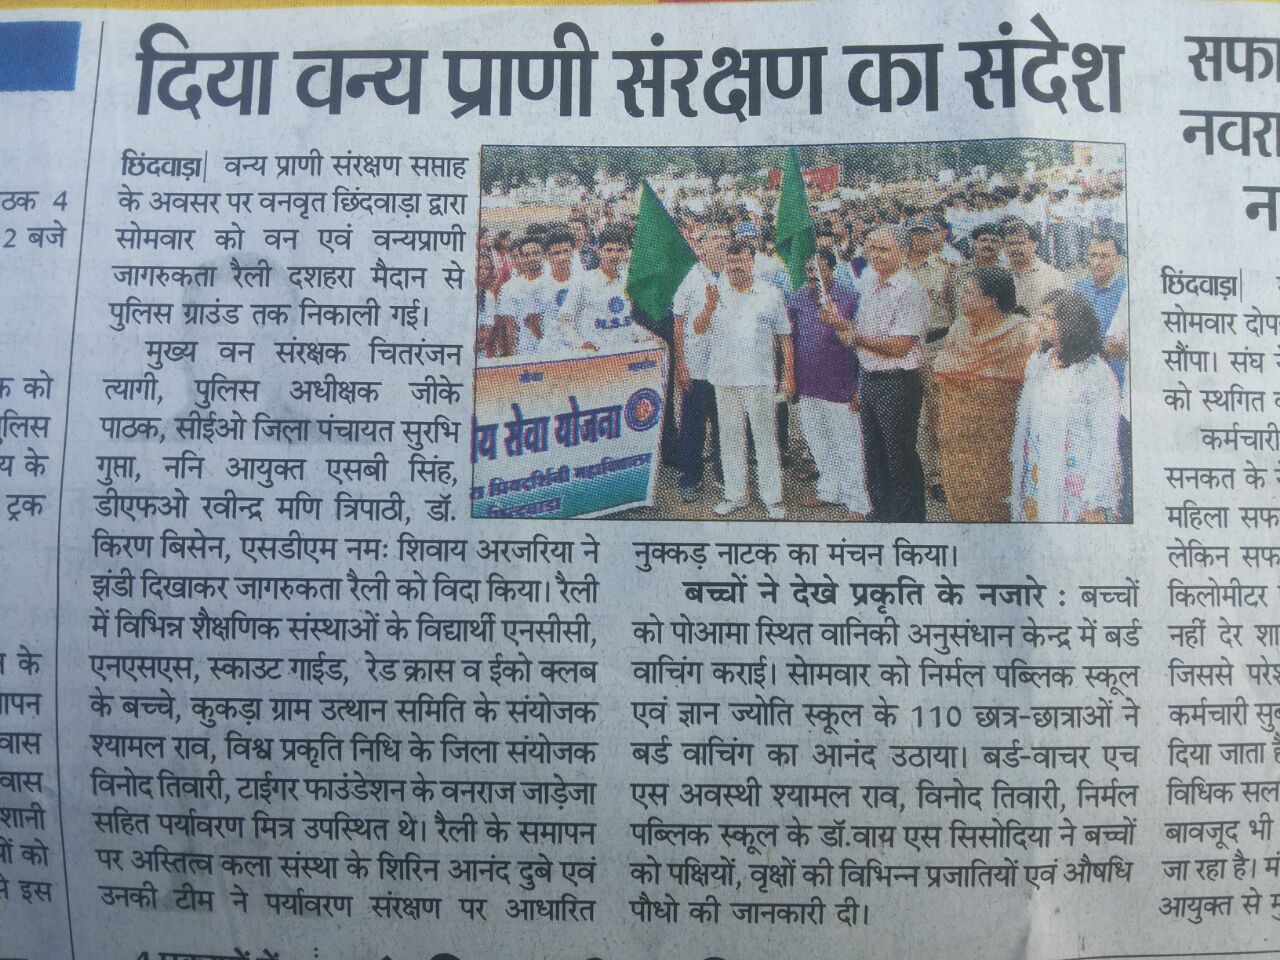 दिया वन्य प्राणी संरक्षण का संदेश
छिंदवाड़ा| वन्य प्राणी संरक्षण सप्ताह
के अवसर पर वनवृत छिंदवाड़ा द्वारा
सोमवार को वन एवं वन्यप्राणी
जागरुकता रैली दशहरा मैदान से
पुलिस ग्राउंड तक निकाली गई।
मुख्य वन संरक्षक चितरंजन
त्यागी, पुलिस अधीक्षक जीके
पाठक, सीईओ जिला पंचायत सुरभि
गुप्ता, ननि आयुक्त एसबी सिंह,
डीएफओ रवीन्द्र मणि त्रिपाठी, डॉ.
किरण बिसेन, एसडीएम नमः शिवाय अरजरिया ने
झंडी दिखाकर जागरुकता रैली को विदा किया। रैली
में विभिन्न शैक्षणिक संस्थाओं के विद्यार्थी एनसीसी,
एनएसएस, स्काउट गाईड, रेड क्रास व ईको क्लब
के बच्चे, कुकड़ा ग्राम उत्थान समिति के संयोजक
श्यामल राव, विश्व प्रकृति निधि के जिला संयोजक
विनोद तिवारी, टाईगर फाउंडेशन के वनराज जाड़ेजा
सहित पर्यावरण मित्र उपस्थित थे। रैली के समापन
पर अस्तित्व कला संस्था के शिरिन आनंद दुबे एवं
उनकी टीम ने पर्यावरण संरक्षण पर आधारित
N.S.S
य सेवा योजना
महाविद्यालय
नुक्कड़ नाटक का मंचन किया।
बच्चों ने देखे प्रकृति के नजारे : बच्चों
को पोआमा स्थित वानिकी अनुसंधान केन्द्र में बर्ड
वाचिंग कराई। सोमवार को निर्मल पब्लिक स्कूल
एवं ज्ञान ज्योति स्कूल के 110 छात्र-छात्राओं ने
बर्ड वाचिंग का आनंद उठाया। बर्ड-वाचर एच
एस अवस्थी श्यामल राव, विनोद तिवारी, निर्मल
पब्लिक स्कूल के डॉ.वाय एस सिसोदिया ने बच्चों
को पक्षियों, वृक्षों की विभिन्न प्रजातियों एवं औषधि
पौधो की जानकारी दी।
ठक 4
2 बजे
क को
पुलिस
य के
ट्रक
के
वास
वास
को
इस
सफा
नवरा
न
छिंदवाड़ा|
सोमवार दोप
सौंपा। संघ
को स्थगित
कर्मचारी
सनकत के
महिला सफ
लेकिन सफ
किलोमीटर
नहीं देर शा
जिससे परे
कर्मचारी सु
दिया जाता
विधिक सल
बावजूद भी
जा रहा है। मं
आयुक्त से